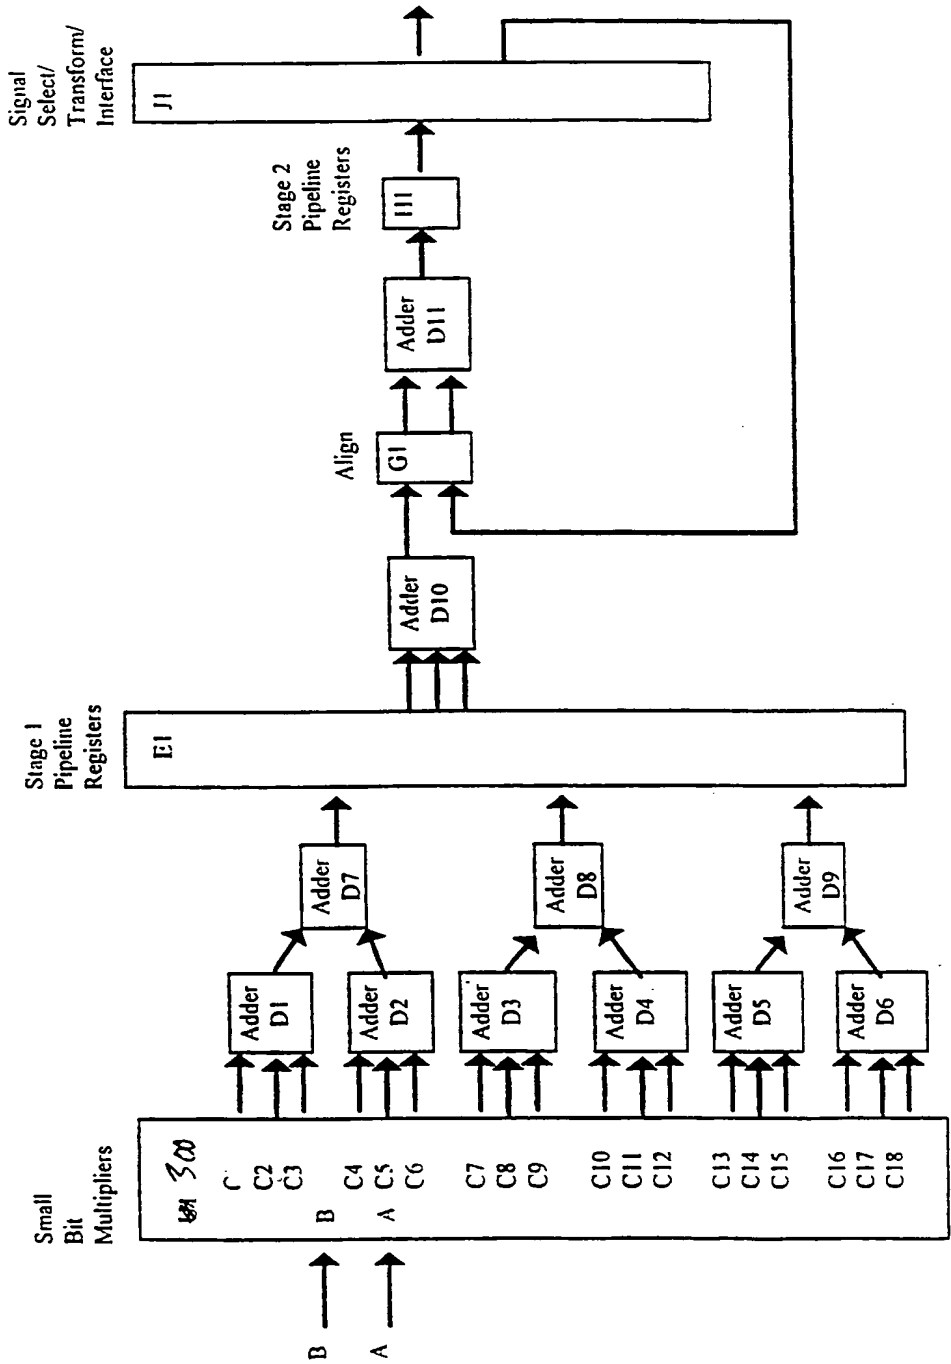 Small
Bit
Multipliers
300
C
C2
C3
B
B
C4
A
C5
A
C6
C7
C8
C9
C10
C11
C12
C13
C14
C15
C16
C17
C18
Adder
D1
Adder
D2
Adder
D3
Adder
D4
Adder
D5
Adder
D6
Adder
D7
Adder
D8
Adder
D9
Stage 1
Pipeline
Registers
E1
Adder
D10
Align
G1
Adder
D11
Stage 2
Pipeline
Registers
Signal
Select/
Transform/
Interface
J1